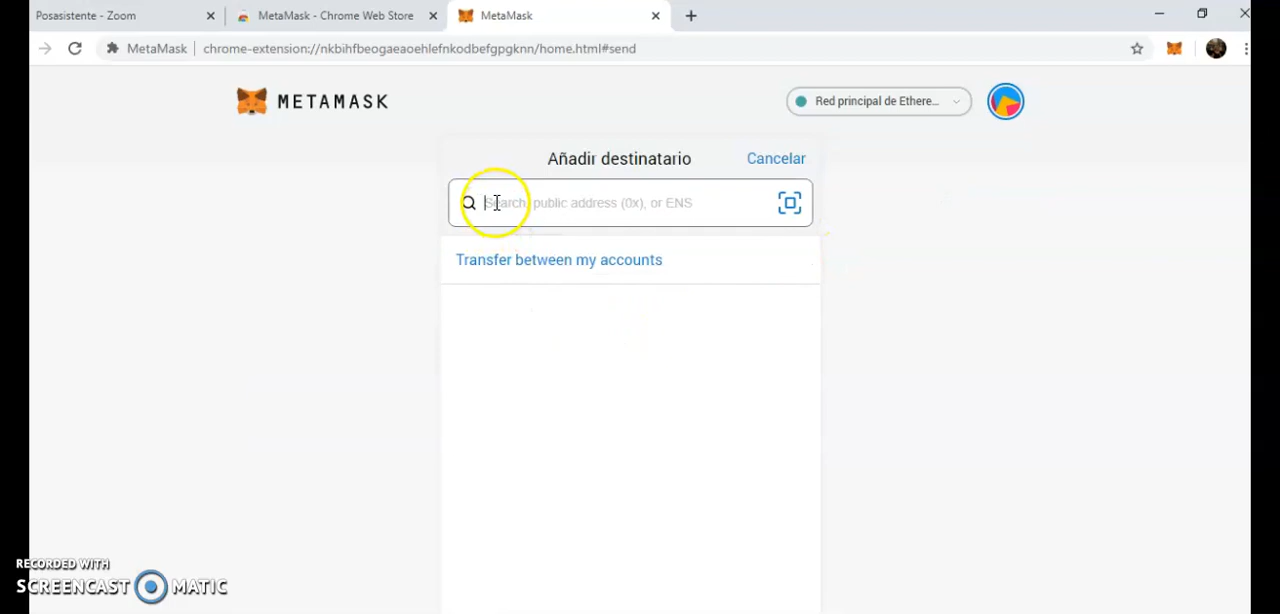 Posasistente - Zoom
MetaMask - Chrome Web Store
MetaMask
MetaMask
chrome-extension://nkbihfbeogaeaoehlefnkodbefgpgknn/home.html#send
METAMASK
Red principal de Ethere...
Añadir destinatario
Cancelar
Search, public address (0x), or ENS
Transfer between my accounts
RECORDED WITH
SCREENCAST MATIC